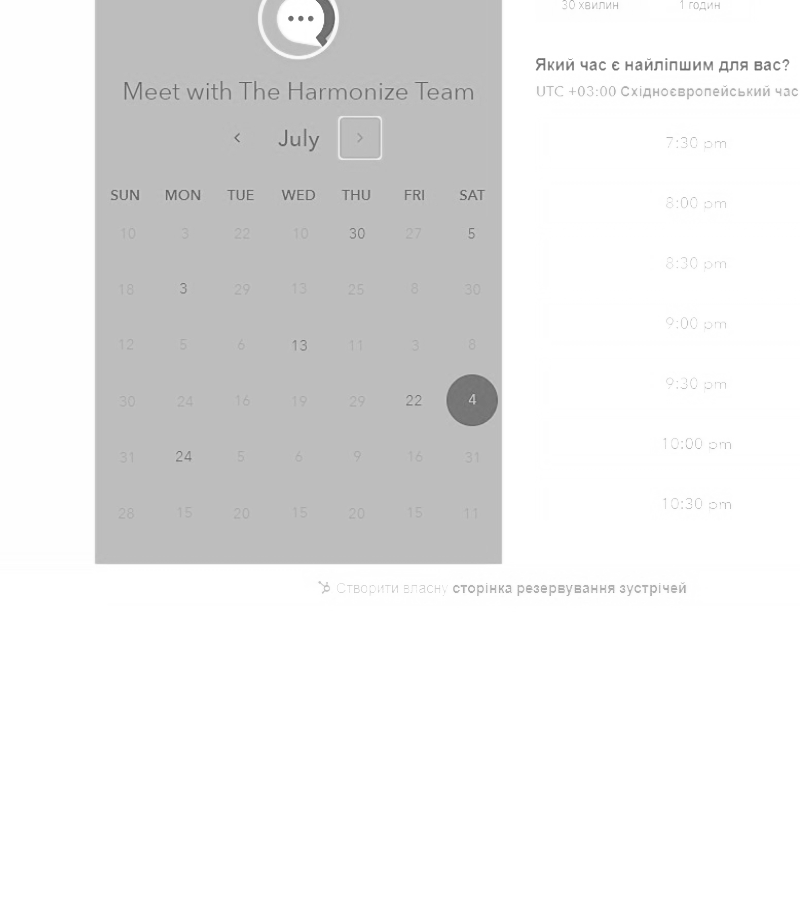 30 хвилин 1 годин
Meet with The Harmonize Team
July
SUN MON TUE WED THU FRI SAT
10 3 22 10 30 27 5
18 3 29 13 25 8 30
12 5 6 13 11 3 8
30 24 16 19 29 22 4
31 24 5 6 9 16 31
28 15 20 15 20 15 11
Який час є найліпшим для вас?
UTC +03:00 Східноєвропейський час
7:30 pm
8:00 pm
8:30 pm
9:00 pm
9:30 pm
10:00 pm
10:30 pm
Створити власну сторінка резервування зустрічей